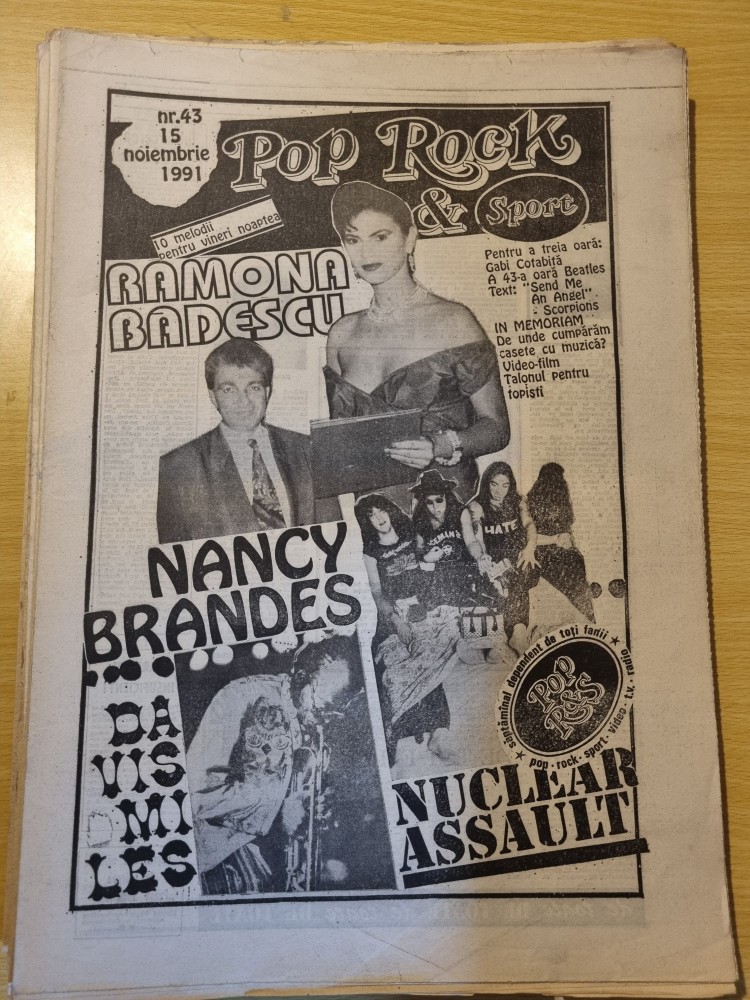 nr.43
15
noiembrie
1991
Pop Rock
& Sport
10 melodii
pentru vineri noaptea
RAMONA
BADESCU
Pentru a treia oară:
Gabi Cotabiță
A 43-a oară Beatles
Text: "Send Me
An Angel"
- Scorpions
IN MEMORIAM
De unde cumpărăm
casete cu muzică?
Video-film
Talonul pentru
topiști
HATE
NANCY
BRANDES
săptămînal dependent de toți fanii
pop · rock · sport · video · t.v. · radio
POP
R&S
DA
VIS
MI
LES
NUCLEAR
ASSAULT